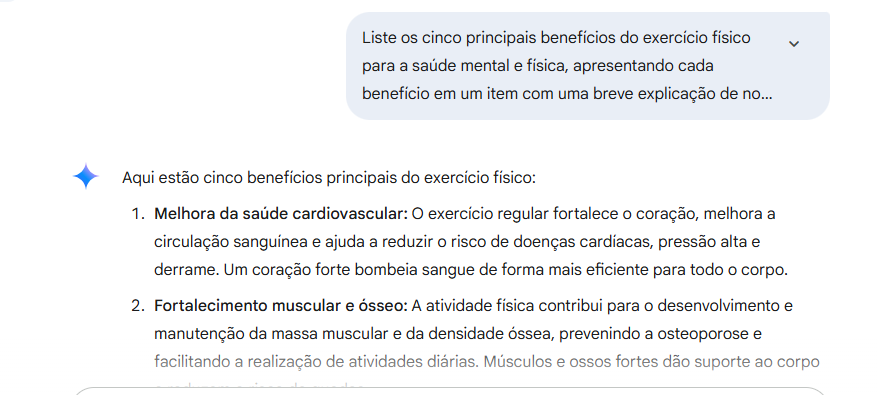 Liste os cinco principais benefícios do exercício físico
para a saúde mental e física, apresentando cada
benefício em um item com uma breve explicação de no...
Aqui estão cinco benefícios principais do exercício físico:
1. Melhora da saúde cardiovascular: O exercício regular fortalece o coração, melhora a
circulação sanguínea e ajuda a reduzir o risco de doenças cardíacas, pressão alta e
derrame. Um coração forte bombeia sangue de forma mais eficiente para todo o corpo.
2. Fortalecimento muscular e ósseo: A atividade física contribui para o desenvolvimento e
manutenção da massa muscular e da densidade óssea, prevenindo a osteoporose e
facilitando a realização de atividades diárias. Músculos e ossos fortes dão suporte ao corpo